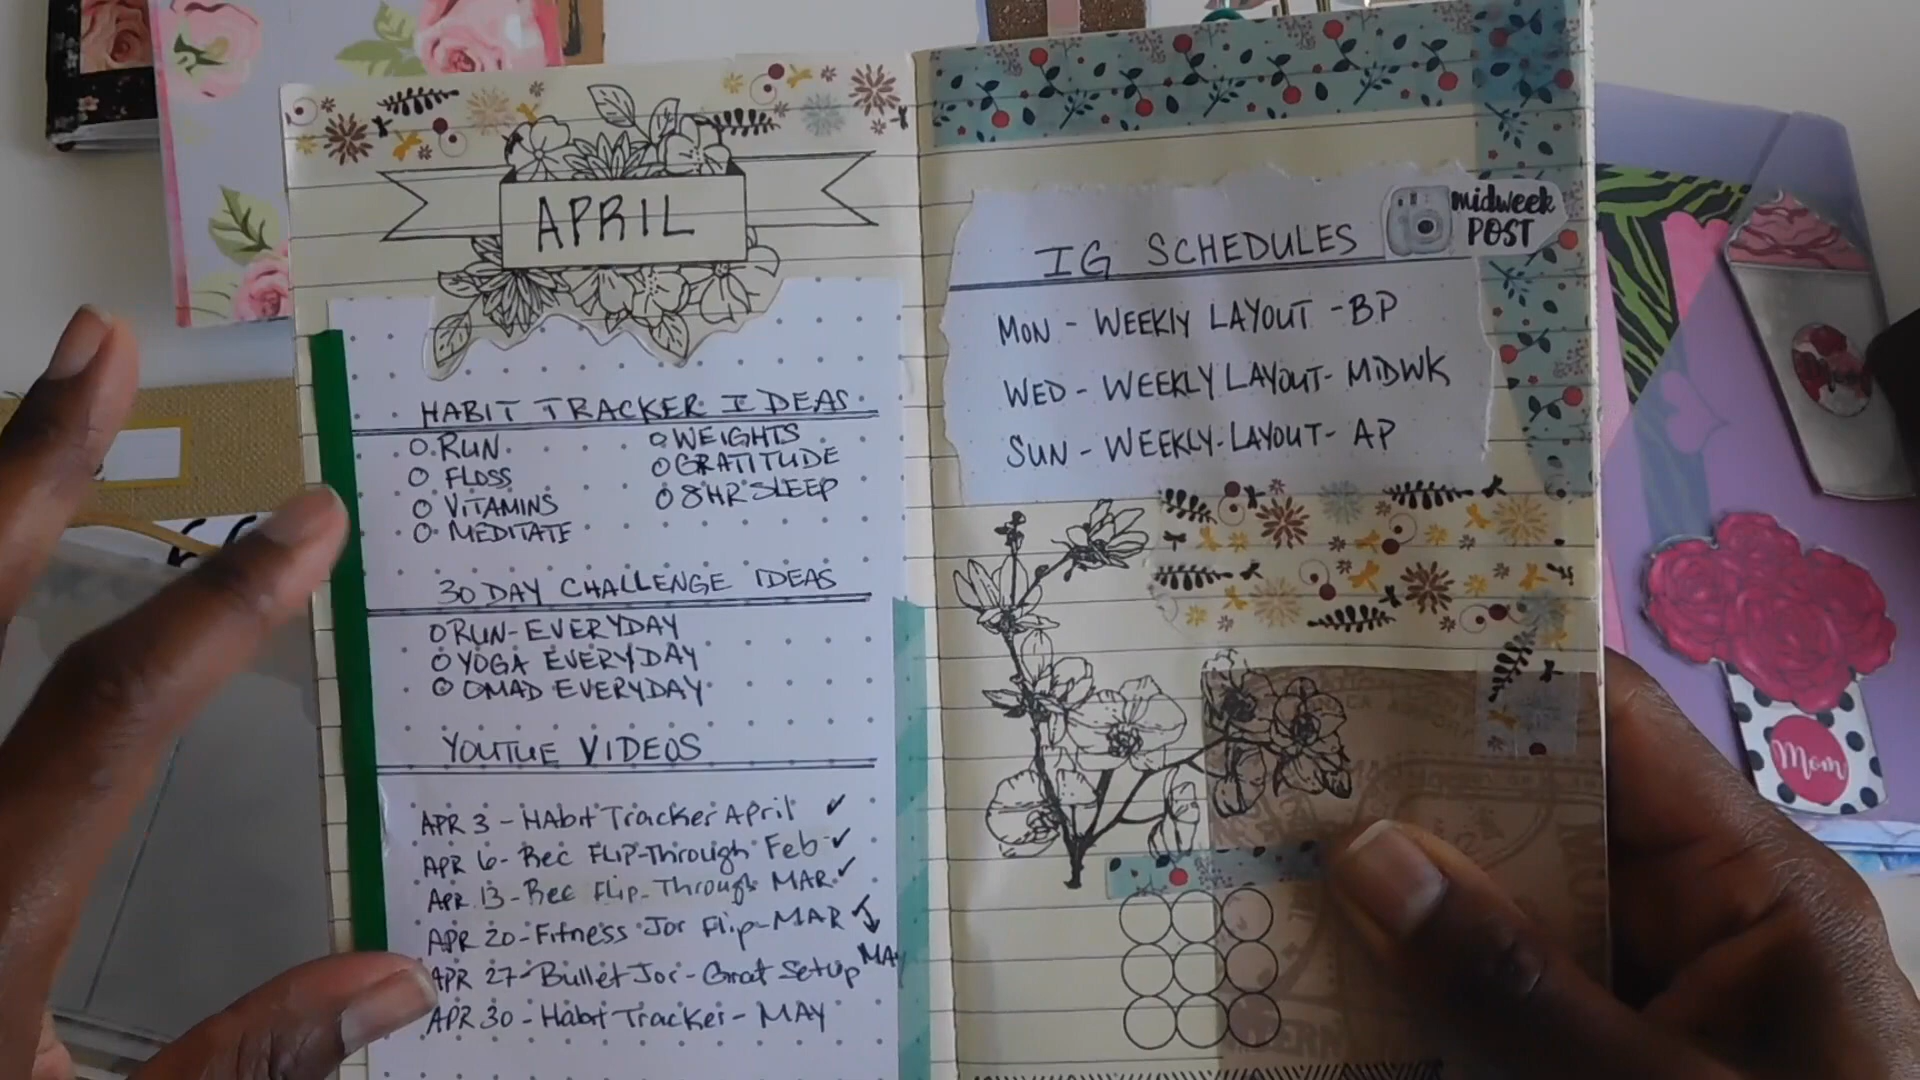 APRIL
HABIT TRACKER IDEAS
O RUN
O FLOSS
O VITAMINS
O MEDITATE
O WEIGHTS
O GRATITUDE
O 8HR SLEEP
30 DAY CHALLENGE IDEAS
O RUN-EVERYDAY
O YOGA EVERYDAY
O OMAD EVERYDAY
YOUTUE VIDEOS
APR 3 - HAbit Tracker April ✓
APR 6 - Rec FLIP-Through Feb ✓
APR 13 - Rec Flip-Through MAR ✓
APR 20 - Fitness Jor Flip-MAR
MAY
APR 27 - Bullet Jor - Grat Setup
APR 30 - Habit Tracker - MAY
midweek
POST
IG SCHEDULES
MON - WEEKLY LAYOUT - BP
WED - WEEKLY LAYOUT - MIDWK
SUN - WEEKLY-LAYOUT - AP
Mom